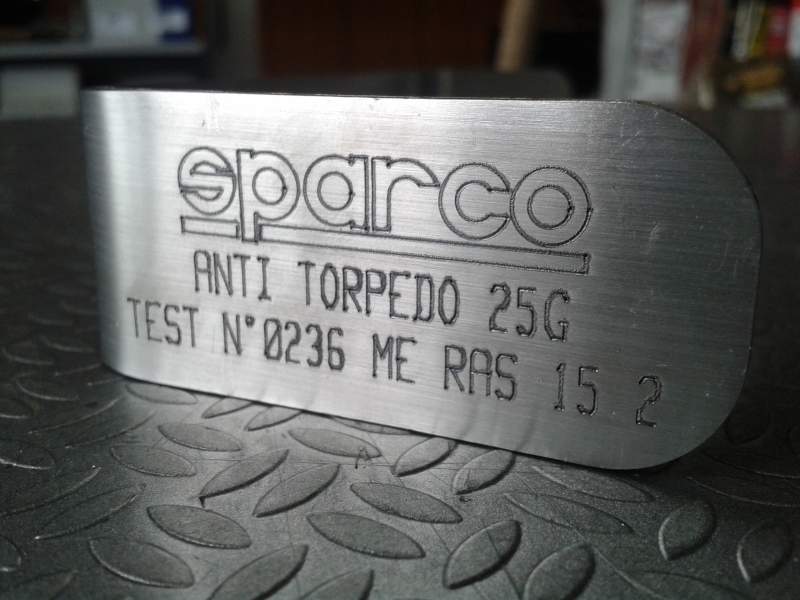 sparco
ANTI TORPEDO 25G
TEST N°0236 ME RAS 15 2